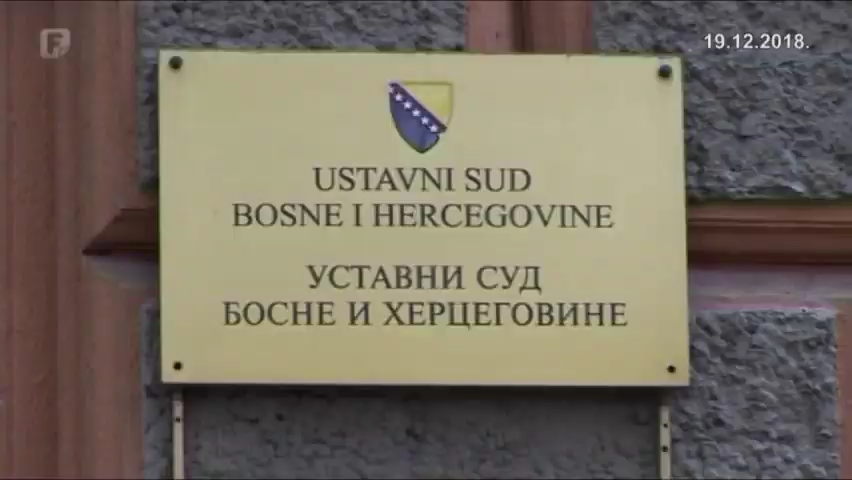 F
19.12.2018.
USTAVNI SUD
BOSNE I HERCEGOVINE
УСТАВНИ СУД
БОСНЕ И ХЕРЦЕГОВИНЕ